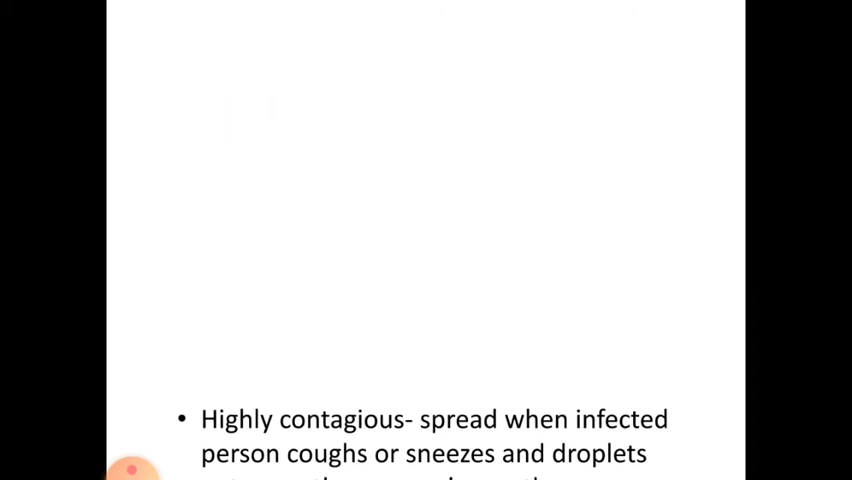 • Highly contagious- spread when infected
person coughs or sneezes and droplets